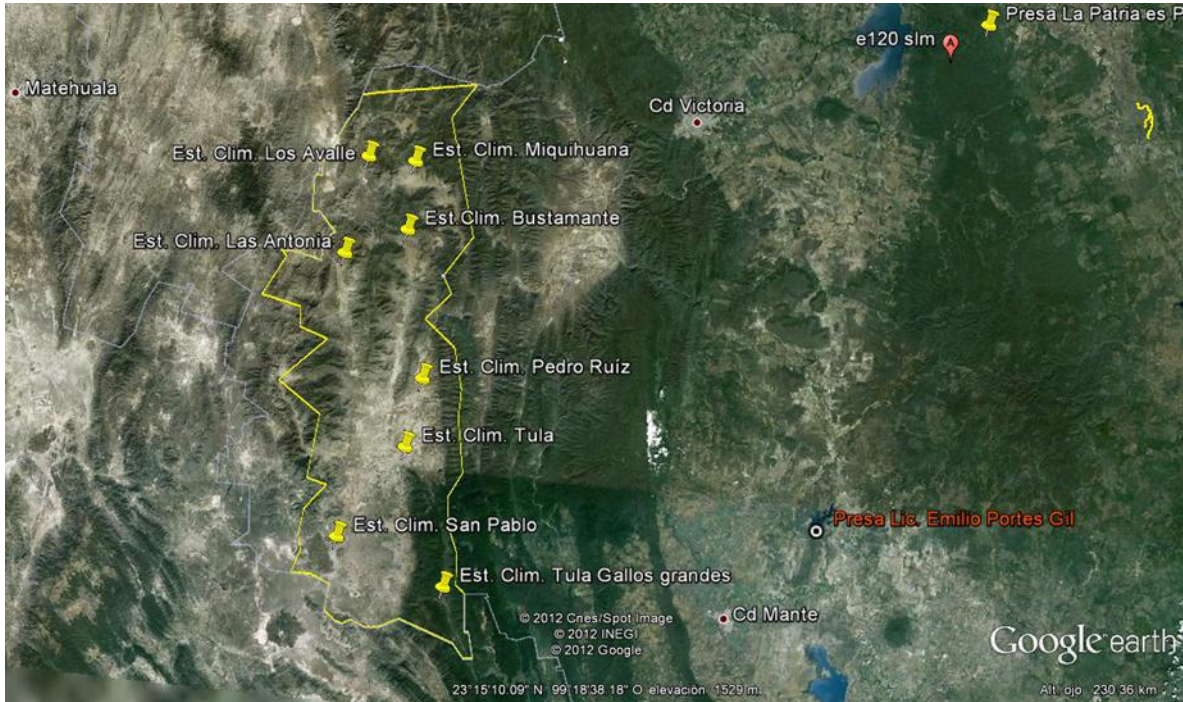 Presa La Patria es P
e120 slm
A
Matehuala
Cd Victoria
Est. Clim. Los Avalle
Est. Clim. Miquihuana
Est.Clim. Bustamante
Est. Clim. Las Antonia
Est. Clim. Pedro Ruíz
Est. Clim. Tula
Est. Clim. San Pablo
Presa Lic. Emilio Portes Gil
Est. Clim. Tula Gallos grandes
Cd Mante
© 2012 Cnes/Spot Image
© 2012 INEGI
© 2012 Google
Google earth
23°15'10.09" N 99°18'38 18" O elevación 1529 m
Alt. ojo 230.36 km